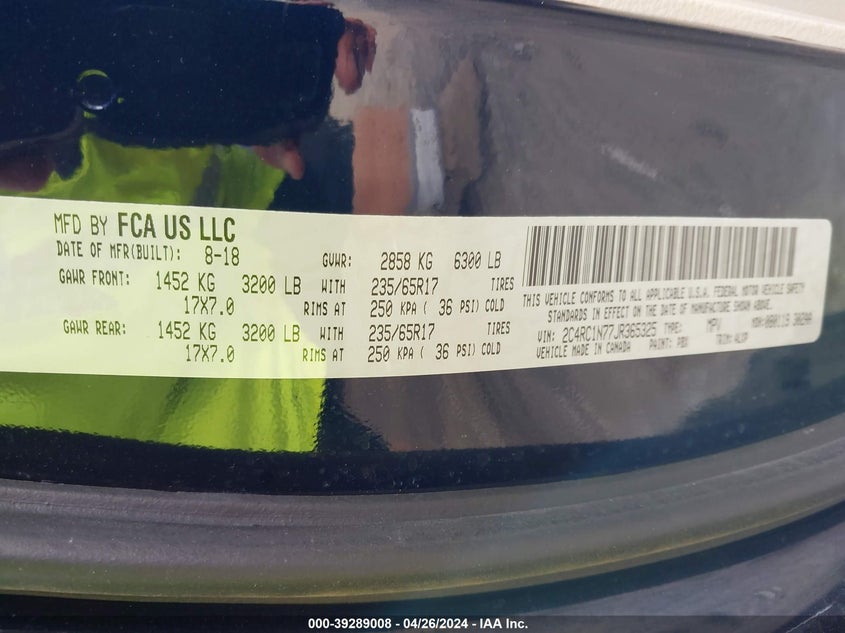 MFD BY FCA US LLC
DATE OF MFR(BUILT): 8-18 GVWR: 2858 KG 6300 LB
GAWR FRONT: 1452 KG 3200 LB WITH 235/65R17 TIRES
17X7.0 RIMS AT 250 KPA ( 36 PSI) COLD
GAWR REAR: 1452 KG 3200 LB WITH 235/65R17 TIRES
17X7.0 RIMS AT 250 KPA ( 36 PSI) COLD
THIS VEHICLE CONFORMS TO ALL APPLICABLE U.S.A. FEDERAL MOTOR VEHICLE SAFETY
STANDARDS IN EFFECT ON THE DATE OF MANUFACTURE SHOWN ABOVE.
VIN: 2C4RC1N77JR365325 TYPE: MPV MDH:
VEHICLE MADE IN CANADA PAINT: PBX TRIM:
000-39289008 - 04/26/2024 - IAA Inc.